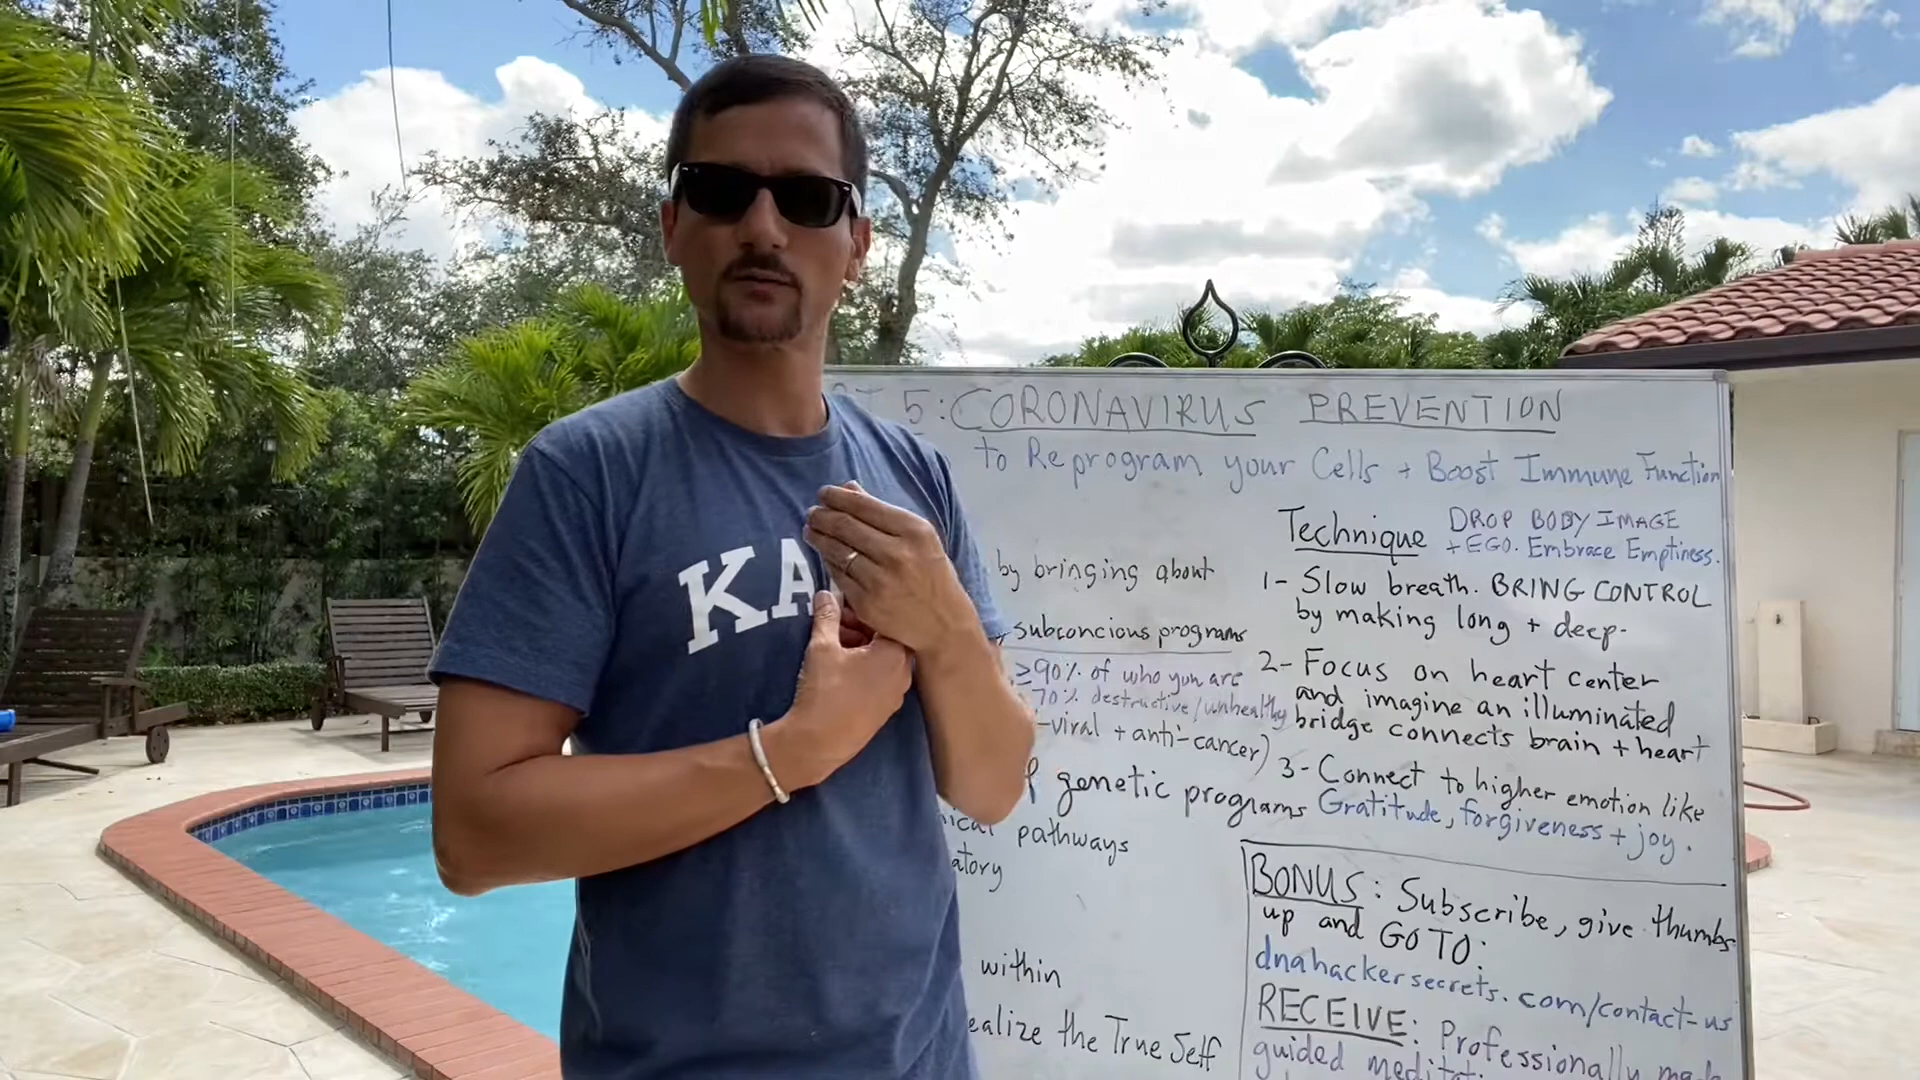 5: CORONAVIRUS PREVENTION
to Reprogram your Cells + Boost Immune Function
by bringing about
subconcious programs
≥90% of who you are
70% destructive/unhealthy
-viral + anti-cancer)
genetic programs
pathways
within
the True Self
Technique DROP BODY IMAGE
+ EGO. Embrace Emptiness.
1- Slow breath. BRING CONTROL
by making long + deep.
2- Focus on heart center
and imagine an illuminated
bridge connects brain + heart
3- Connect to higher emotion like
Gratitude, forgiveness + joy.
BONUS: Subscribe, give thumbs
up and GO TO:
dnahackersecrets.com/contact-us
RECEIVE: Professionally made
guided
KA